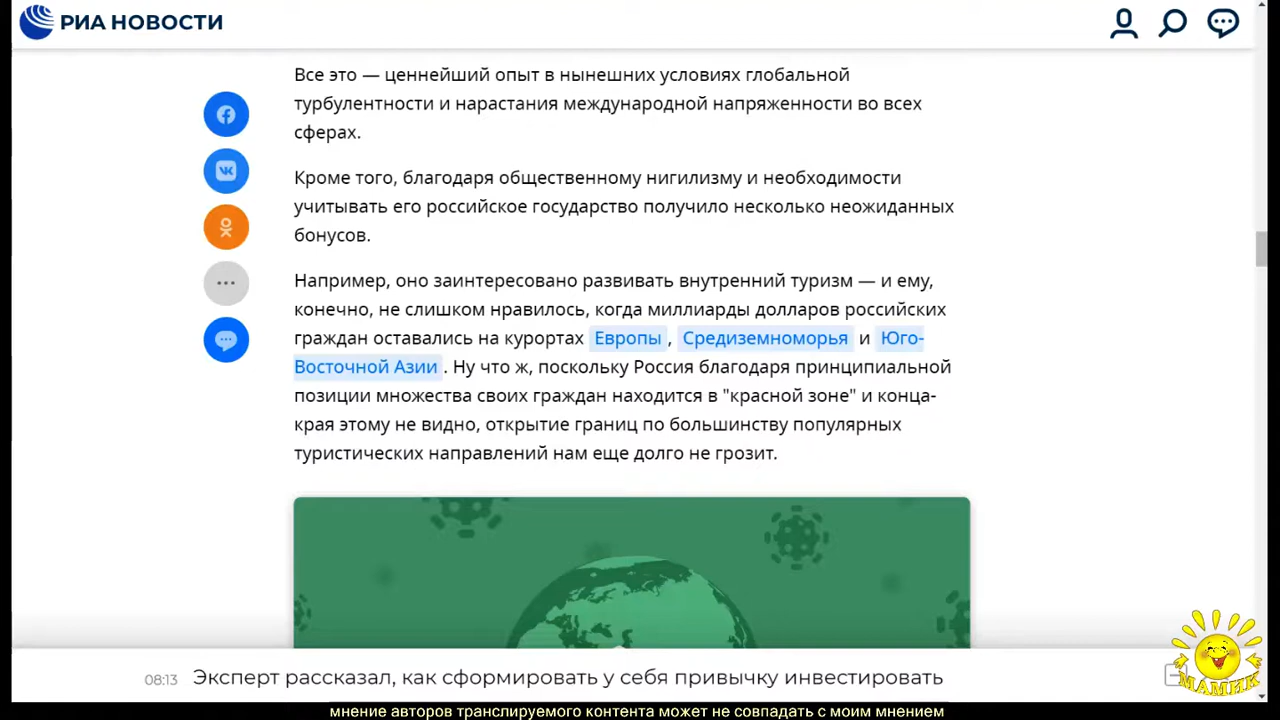 РИА НОВОСТИ
Все это — ценнейший опыт в нынешних условиях глобальной
турбулентности и нарастания международной напряженности во всех
сферах.
Кроме того, благодаря общественному нигилизму и необходимости
учитывать его российское государство получило несколько неожиданных
бонусов.
Например, оно заинтересовано развивать внутренний туризм — и ему,
конечно, не слишком нравилось, когда миллиарды долларов российских
граждан оставались на курортах Европы , Средиземноморья и Юго-
Восточной Азии . Ну что ж, поскольку Россия благодаря принципиальной
позиции множества своих граждан находится в "красной зоне" и конца-
края этому не видно, открытие границ по большинству популярных
туристических направлений нам еще долго не грозит.
08:13 Эксперт рассказал, как сформировать у себя привычку инвестировать
МАМИК
мнение авторов транслируемого контента может не совпадать с моим мнением